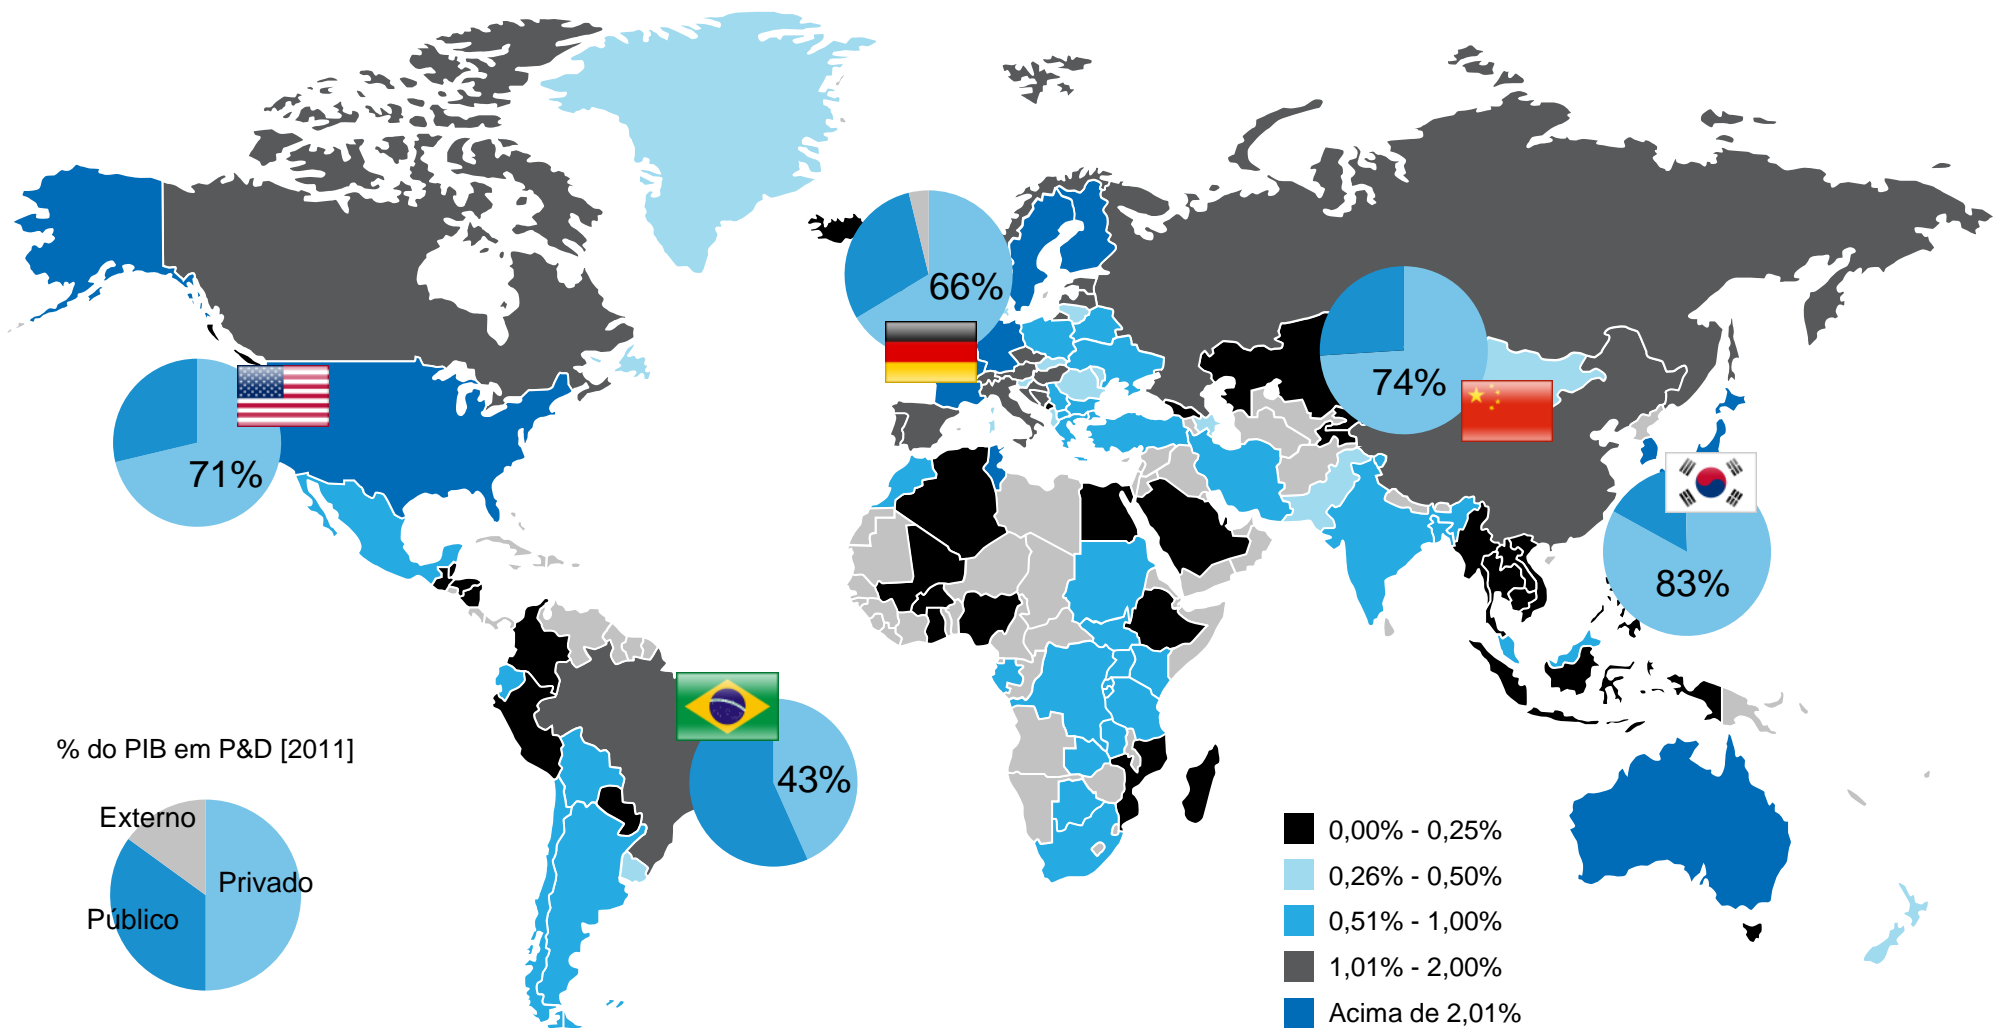 66%
74%
71%
83%
43%
% do PIB em P&D [2011]
Externo
Privado
Público
0,00% - 0,25%
0,26% - 0,50%
0,51% - 1,00%
1,01% - 2,00%
Acima de 2,01%